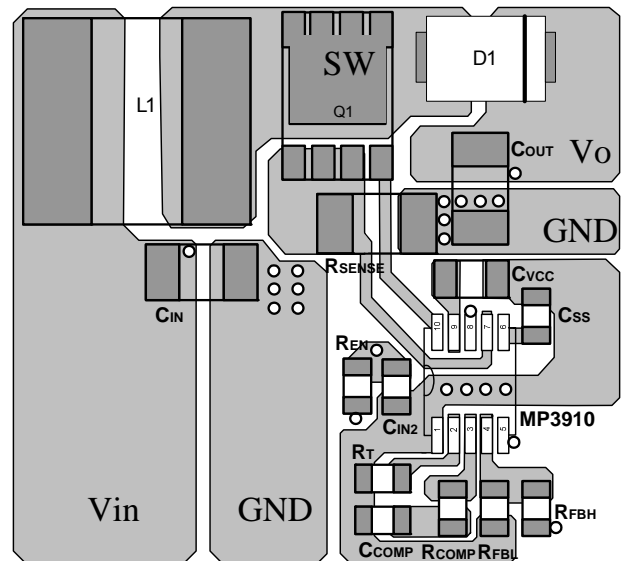 SW
D1
L1
Q1
COUT
Vo
GND
RSENSE
CVCC
CIN
CSS
10 9 8 7 6
REN
MP3910
CIN2
1 2 3 4 5
RT
Vin
GND
RFBH
CCOMP RCOMP RFBL